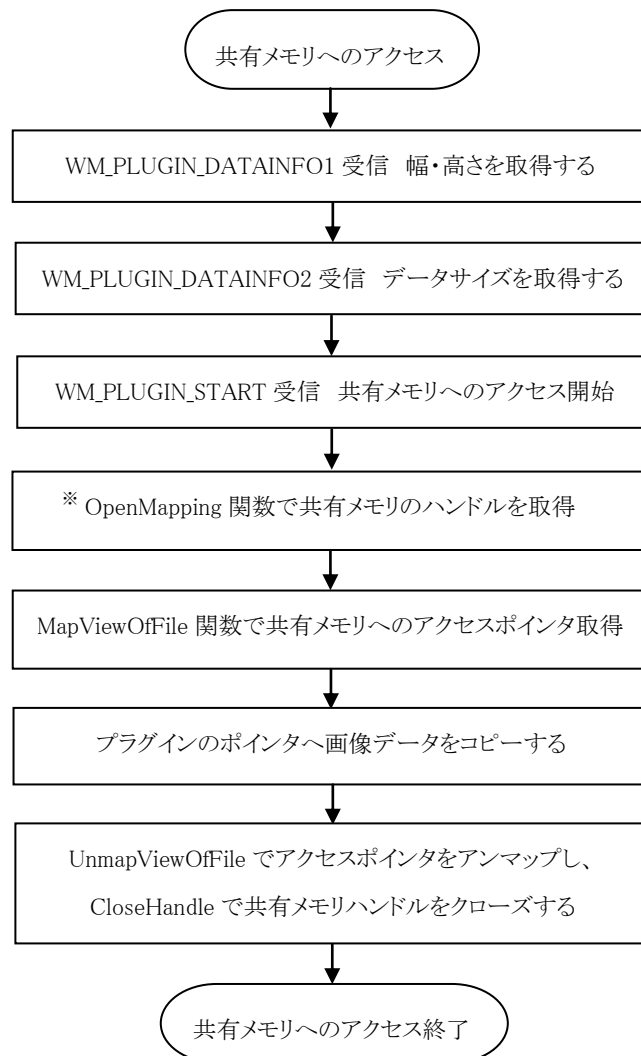 共有メモリへのアクセス
WM_PLUGIN_DATAINFO1 受信　幅・高さを取得する
WM_PLUGIN_DATAINFO2 受信　データサイズを取得する
WM_PLUGIN_START 受信　共有メモリへのアクセス開始
※ OpenMapping 関数で共有メモリのハンドルを取得
MapViewOfFile 関数で共有メモリへのアクセスポインタ取得
プラグインのポインタへ画像データをコピーする
UnmapViewOfFile でアクセスポインタをアンマップし、
CloseHandle で共有メモリハンドルをクローズする
共有メモリへのアクセス終了